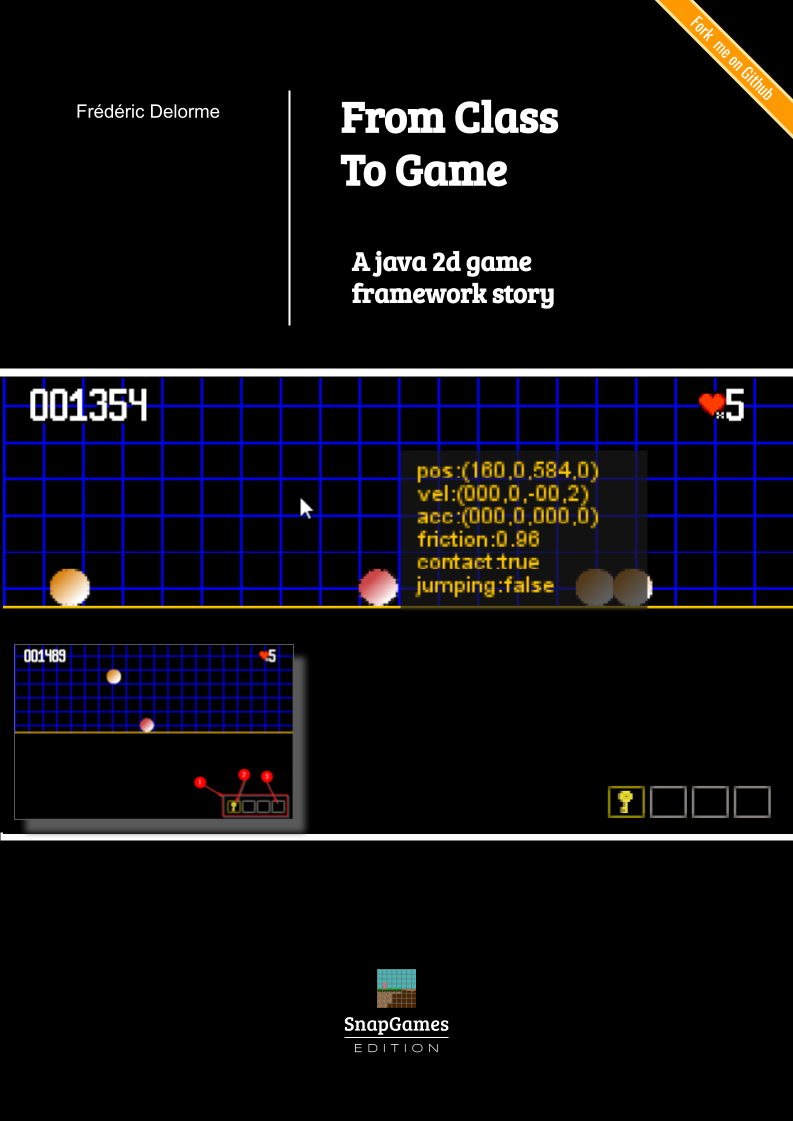 Fork me on Github
Frédéric Delorme
From Class
To Game
A java 2d game
framework story
001354
x5
pos:(160,0,584,0)
vel:(000,0,-00,2)
acc:(000,0,000,0)
friction:0.96
contact:true
jumping:false
001489
5
1
2
3
SnapGames
EDITION